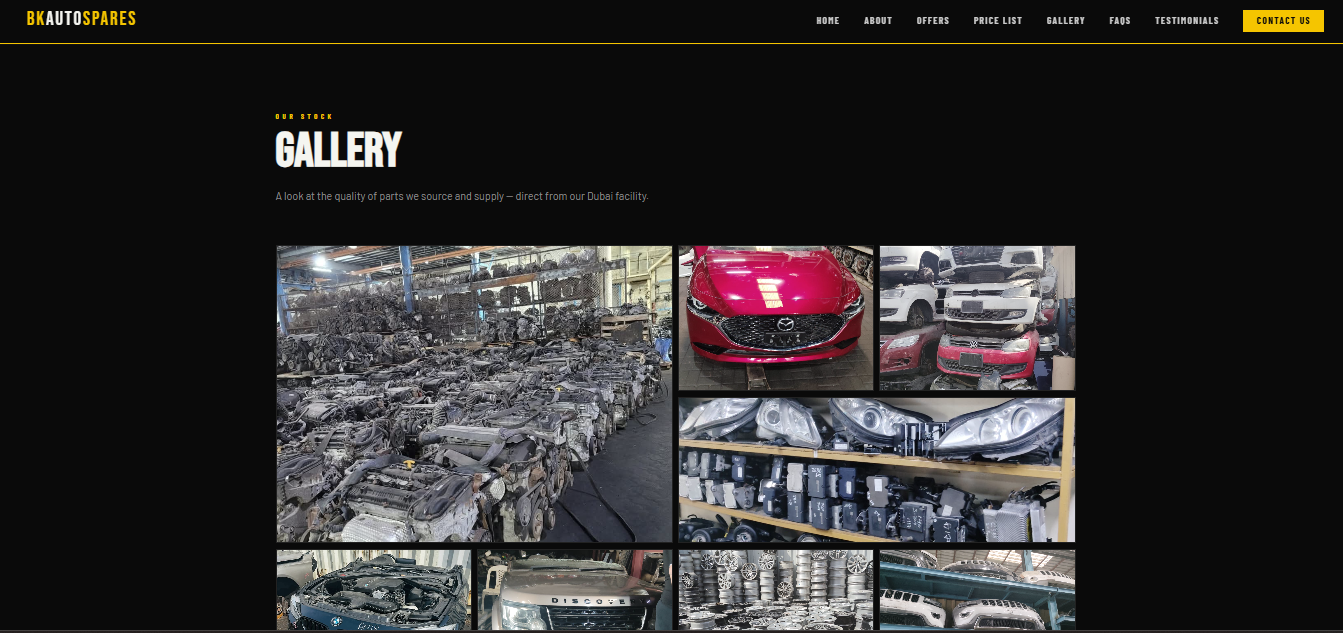 BKAUTOSPARES
HOME ABOUT OFFERS PRICE LIST GALLERY FAQS TESTIMONIALS CONTACT US
OUR STOCK
GALLERY
A look at the quality of parts we source and supply — direct from our Dubai facility.
DISCOVE